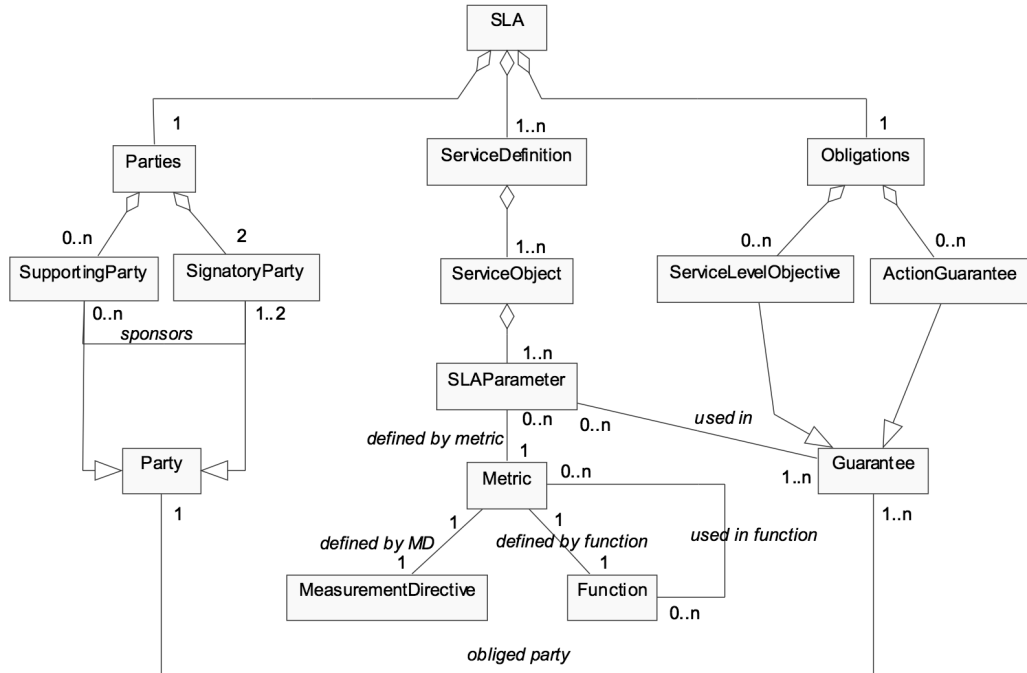 SLA
1
1..n
1
Parties
ServiceDefinition
Obligations
0..n
2
1..n
0..n
0..n
SupportingParty
SignatoryParty
ServiceObject
ServiceLevelObjective
ActionGuarantee
0..n
1..2
sponsors
1..n
SLAParameter
0..n
0..n
used in
defined by metric
1
Party
Metric
0..n
1..n
Guarantee
1
1..n
1
1
defined by MD
defined by function
used in function
1
1
MeasurementDirective
Function
0..n
obliged party